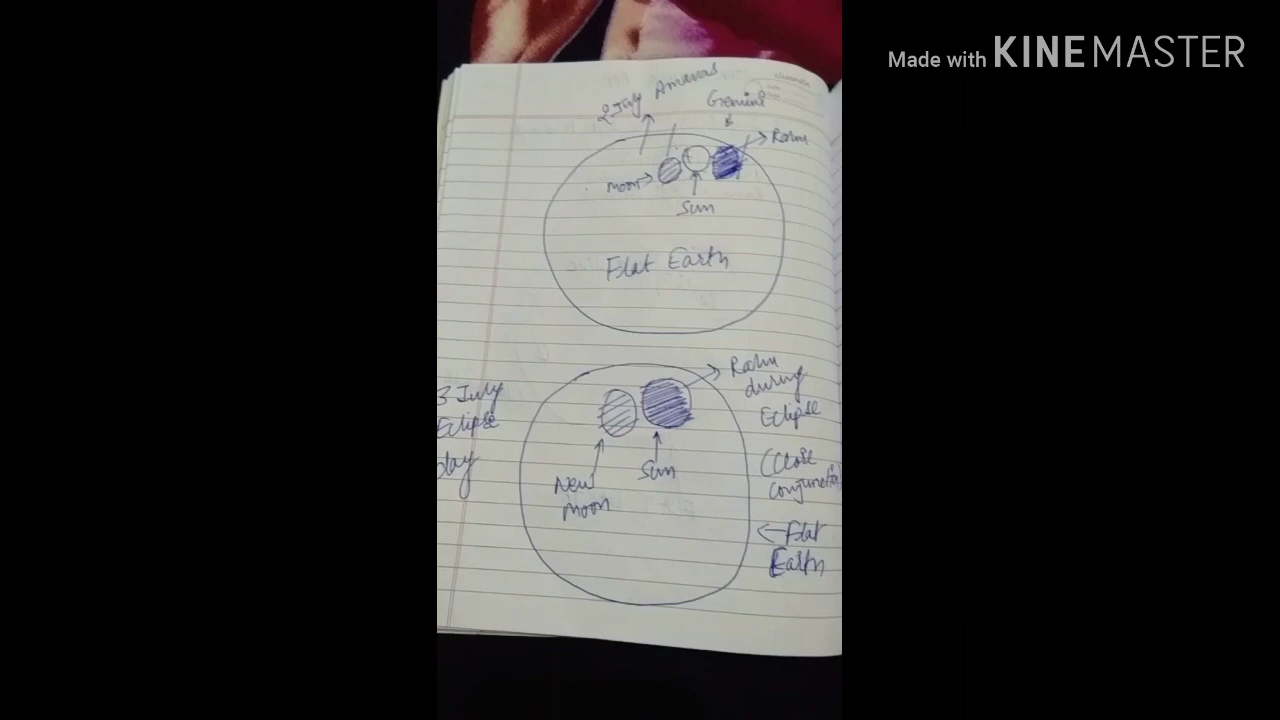 Made with KINEMASTER
classmate
2 July Amavas
Gemini
&
Rahu
Moon
Sun
Flat Earth
Rahu
during
Eclipse
(Close
Conjunction)
3 July
Eclipse
day
Sun
New
Moon
Flat
Earth